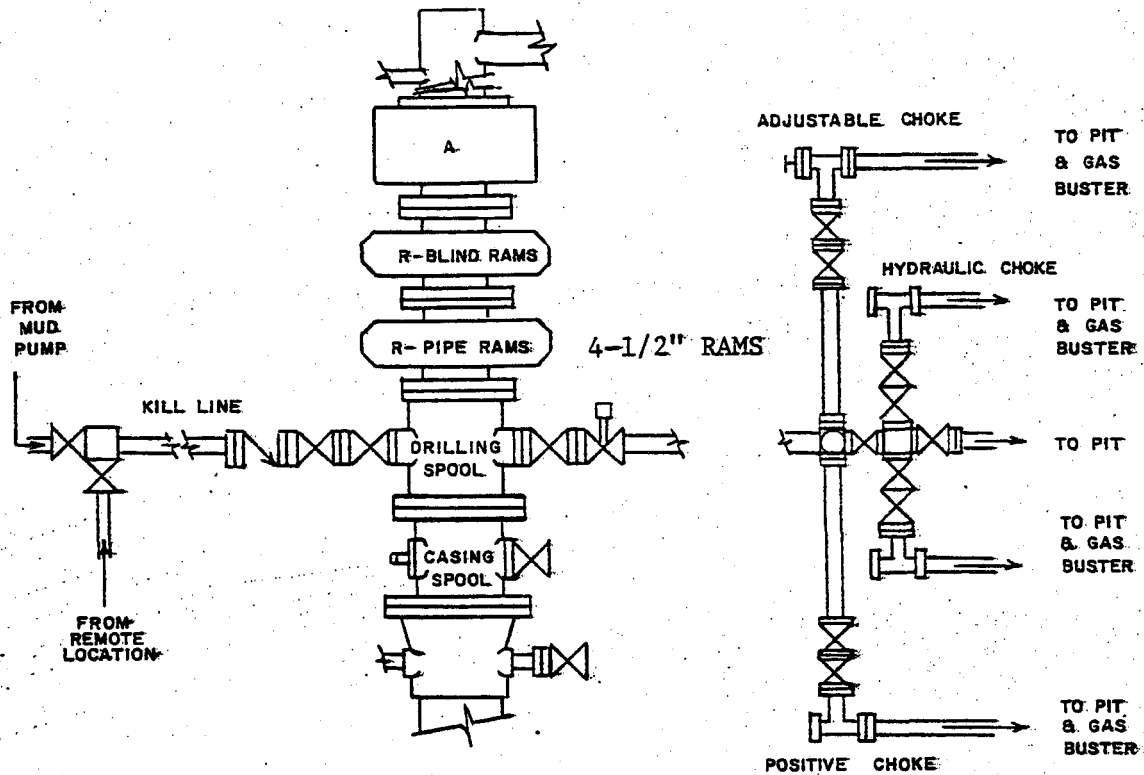 A.
R-BLIND RAMS
R-PIPE RAMS
4-1/2" RAMS
FROM
MUD
PUMP
KILL LINE
DRILLING
SPOOL
CASING
SPOOL
FROM
REMOTE
LOCATION
ADJUSTABLE CHOKE
TO PIT
& GAS
BUSTER
HYDRAULIC CHOKE
TO PIT
& GAS
BUSTER
TO PIT
TO PIT
& GAS
BUSTER
TO PIT
& GAS
BUSTER
POSITIVE CHOKE